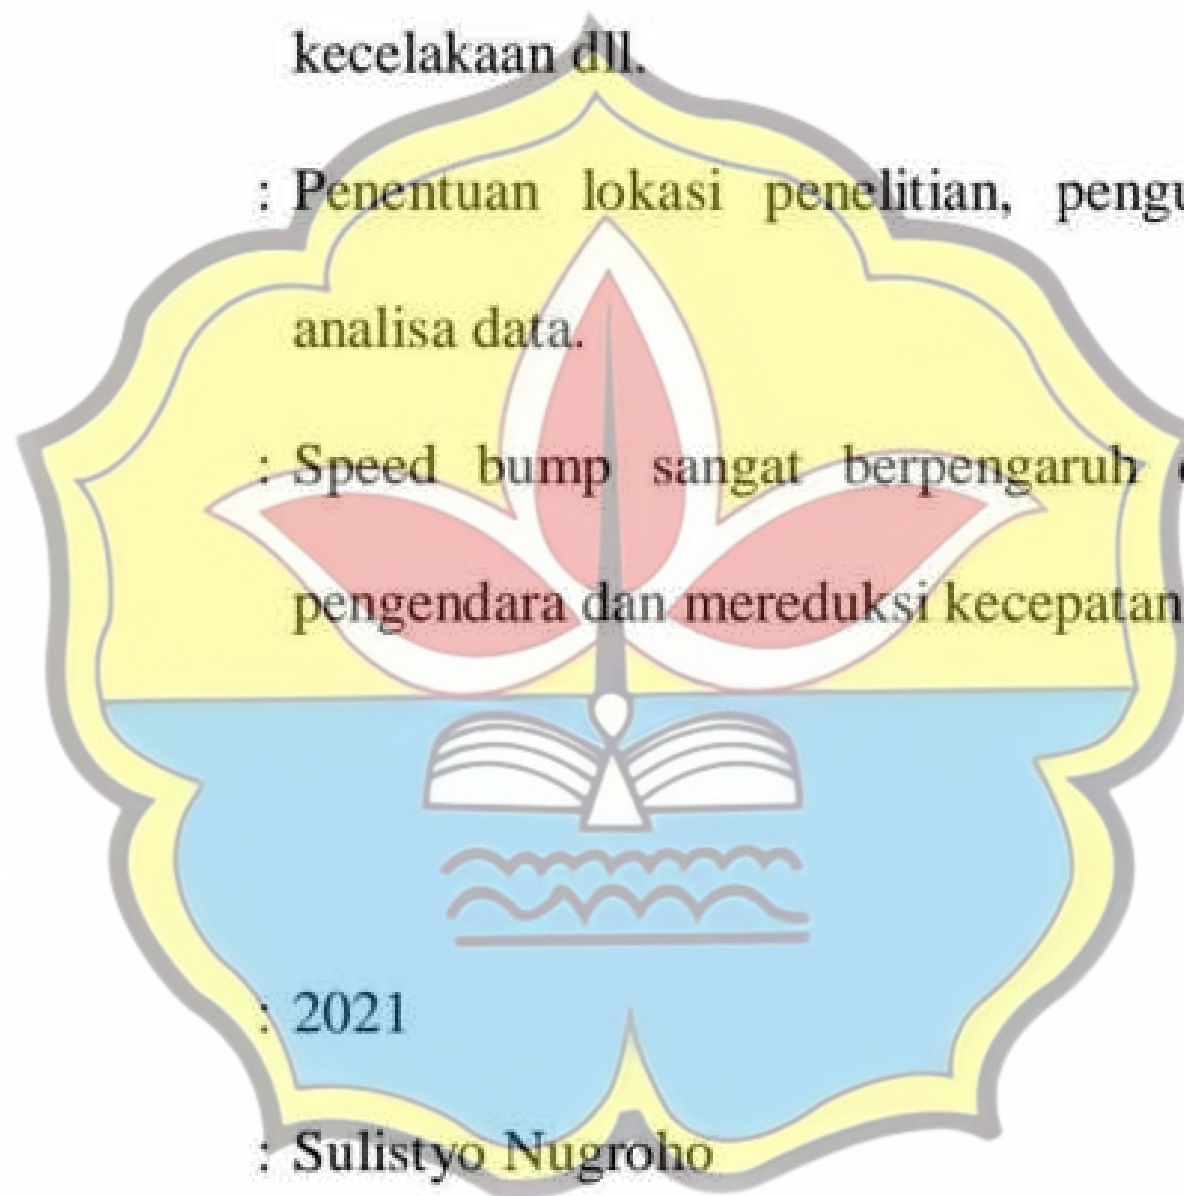 kecelakaan dll.
: Penentuan lokasi penelitian, pengu
analisa data.
: Speed bump sangat berpengaruh
pengendara dan mereduksi kecepatan
: 2021
: Sulistyo Nugroho